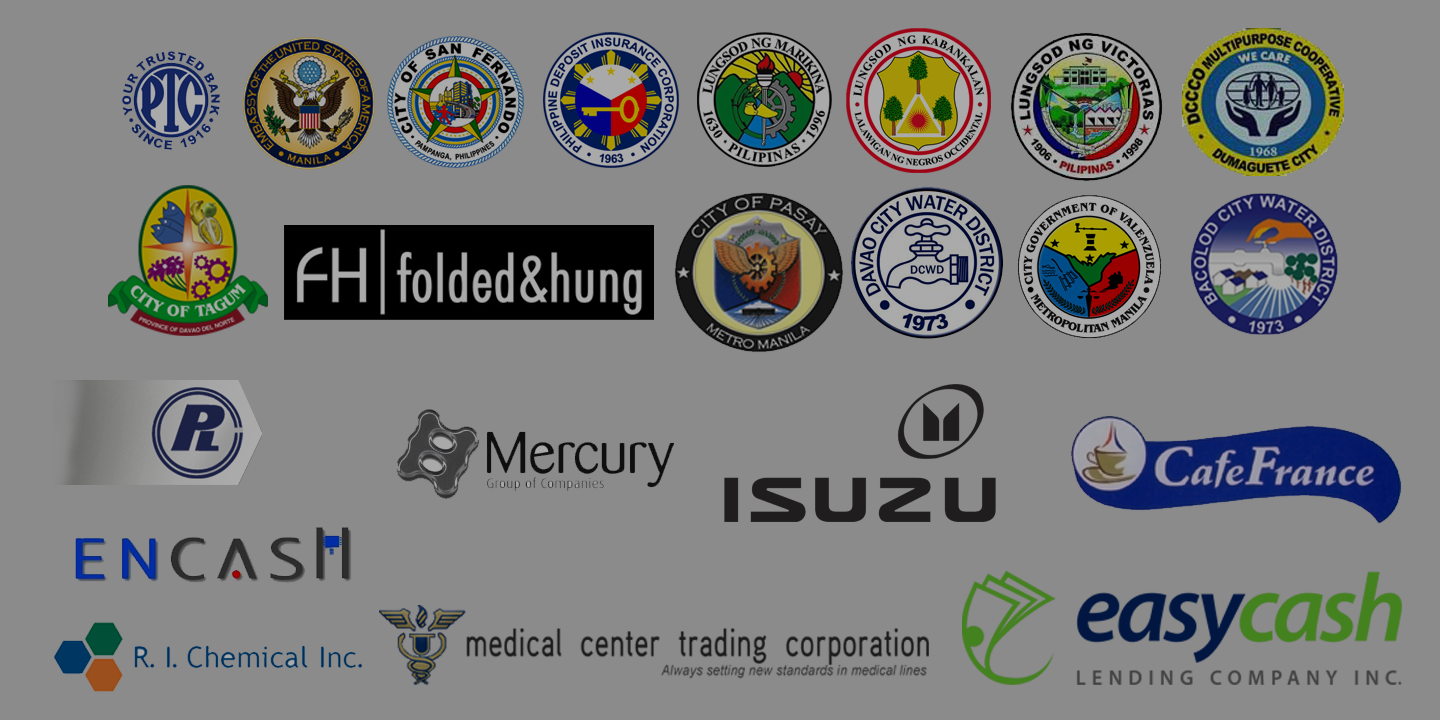 YOUR TRUSTED BANK
PTC
• SINCE 1916 •
EMBASSY OF THE UNITED STATES OF AMERICA
• MANILA •
CITY OF SAN FERNANDO
PAMPANGA, PHILIPPINES
PHILIPPINE DEPOSIT INSURANCE CORPORATION
• 1963 •
LUNGSOD NG MARIKINA
1630 • PILIPINAS • 1996
LUNGSOD NG KABANKALAN
LALAWIGAN NG NEGROS OCCIDENTAL
LUNGSOD NG VICTORIAS
1906 • PILIPINAS • 1998
DCCCO MULTIPURPOSE COOPERATIVE
WE CARE
1968
• DUMAGUETE CITY •
CITY OF TAGUM
PROVINCE OF DAVAO DEL NORTE
FH folded&hung
CITY OF PASAY
METRO MANILA
DAVAO CITY WATER DISTRICT
DCWD
• 1973 •
CITY GOVERNMENT OF VALENZUELA
• METROPOLITAN MANILA •
BACOLOD CITY WATER DISTRICT
• 1973 •
Mercury
Group of Companies
ISUZU
CafeFrance
ENCASH
R. I. Chemical Inc.
medical center trading corporation
Always setting new standards in medical lines
easycash
LENDING COMPANY INC.